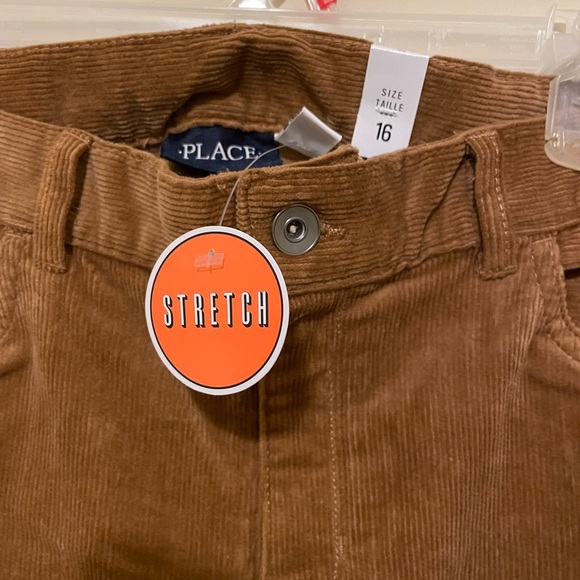 SIZE
TAILLE
16
·PLACE·
STRETCH